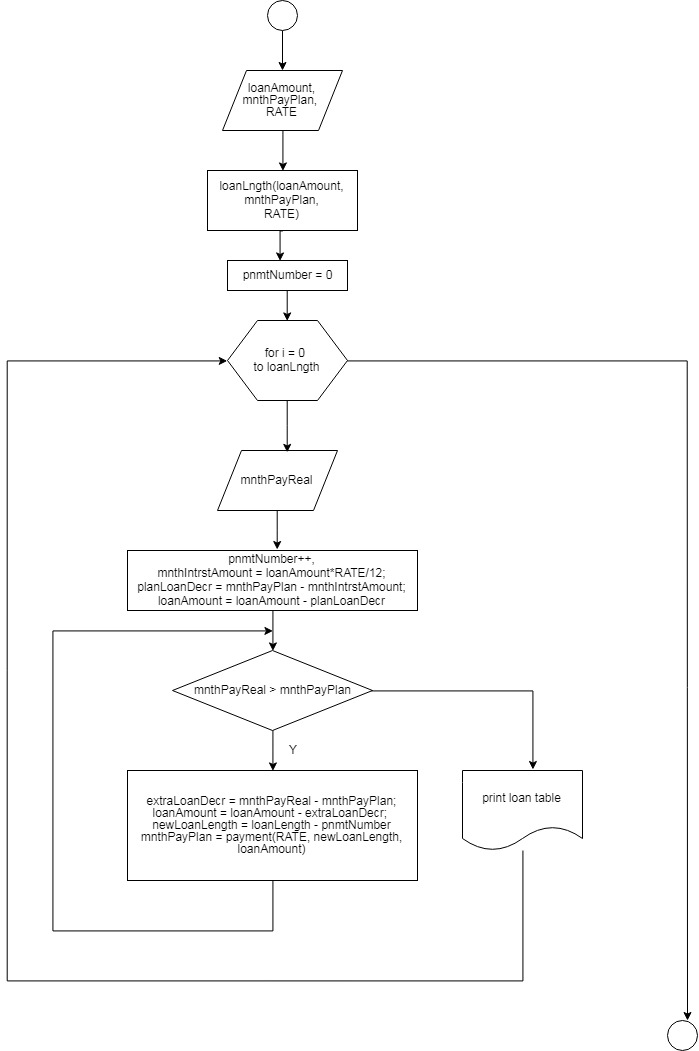 loanAmount,
mnthPayPlan,
RATE
loanLngth(loanAmount,
mnthPayPlan,
RATE)
pnmtNumber = 0
for i = 0
to loanLngth
mnthPayReal
pnmtNumber++,
mnthIntrstAmount = loanAmount*RATE/12;
planLoanDecr = mnthPayPlan - mnthIntrstAmount;
loanAmount = loanAmount - planLoanDecr
mnthPayReal > mnthPayPlan
Y
extraLoanDecr = mnthPayReal - mnthPayPlan;
loanAmount = loanAmount - extraLoanDecr;
newLoanLength = loanLength - pnmtNumber
mnthPayPlan = payment(RATE, newLoanLength,
loanAmount)
print loan table